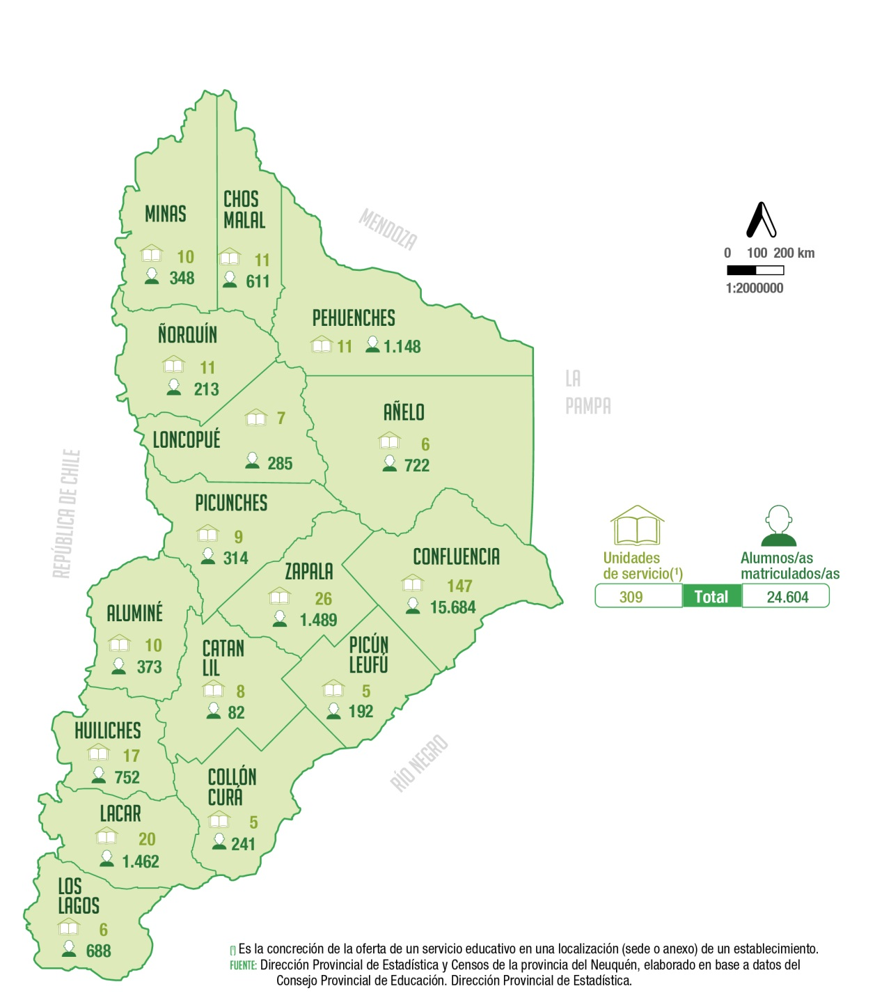 MENDOZA
LA
PAMPA
REPÚBLICA DE CHILE
RÍO NEGRO
MINAS
10
348
CHOS
MALAL
11
611
PEHUENCHES
11
1.148
ÑORQUÍN
11
213
LONCOPUÉ
7
285
AÑELO
6
722
PICUNCHES
9
314
ZAPALA
26
1.489
CONFLUENCIA
147
15.684
ALUMINÉ
10
373
CATAN
LIL
8
82
PICÚN
LEUFÚ
5
192
HUILICHES
17
752
COLLÓN
CURÁ
5
241
LACAR
20
1.462
LOS
LAGOS
6
688
0 100 200 km
1:2000000
Unidades
de servicio(¹)
Alumnos/as
matriculados/as
309 Total 24.604
(¹) Es la concreción de la oferta de un servicio educativo en una localización (sede o anexo) de un establecimiento.
FUENTE: Dirección Provincial de Estadística y Censos de la provincia del Neuquén, elaborado en base a datos del
Consejo Provincial de Educación. Dirección Provincial de Estadística.